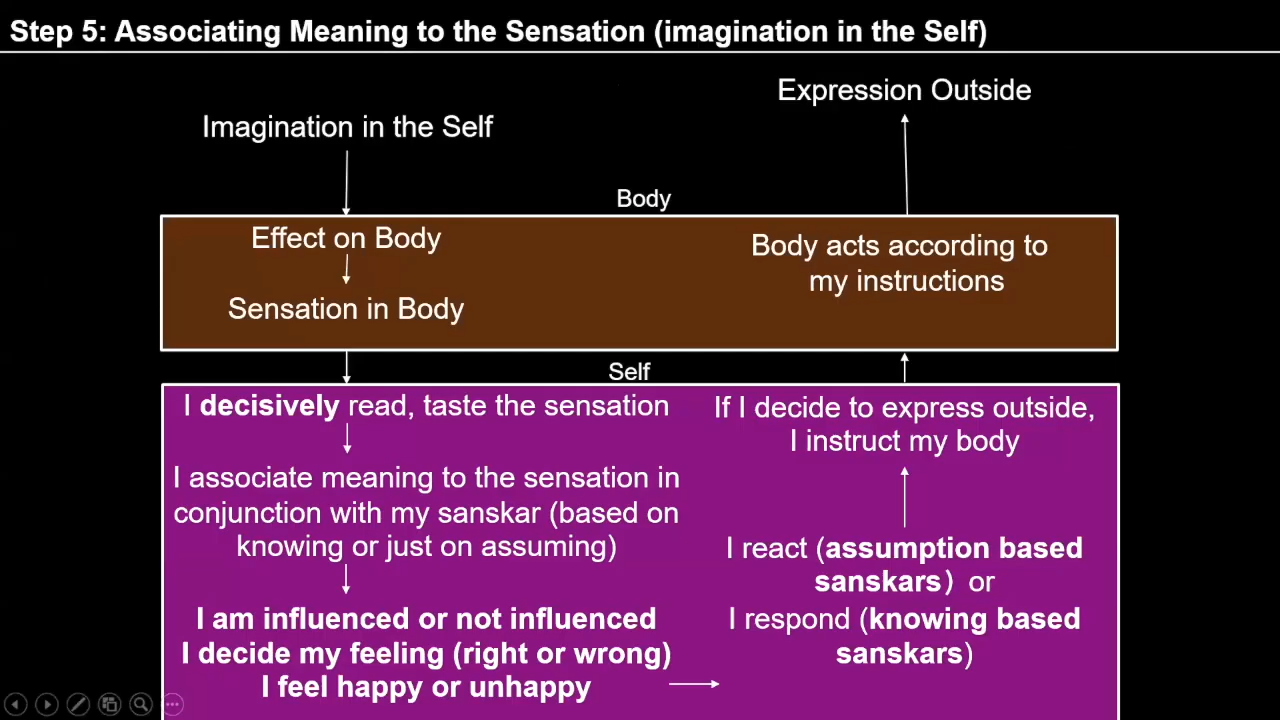 Step 5: Associating Meaning to the Sensation (imagination in the Self)
Imagination in the Self
Expression Outside
Body
Effect on Body
Sensation in Body
Body acts according to
my instructions
Self
I decisively read, taste the sensation
I associate meaning to the sensation in
conjunction with my sanskar (based on
knowing or just on assuming)
I am influenced or not influenced
I decide my feeling (right or wrong)
I feel happy or unhappy
If I decide to express outside,
I instruct my body
I react (assumption based
sanskars) or
I respond (knowing based
sanskars)